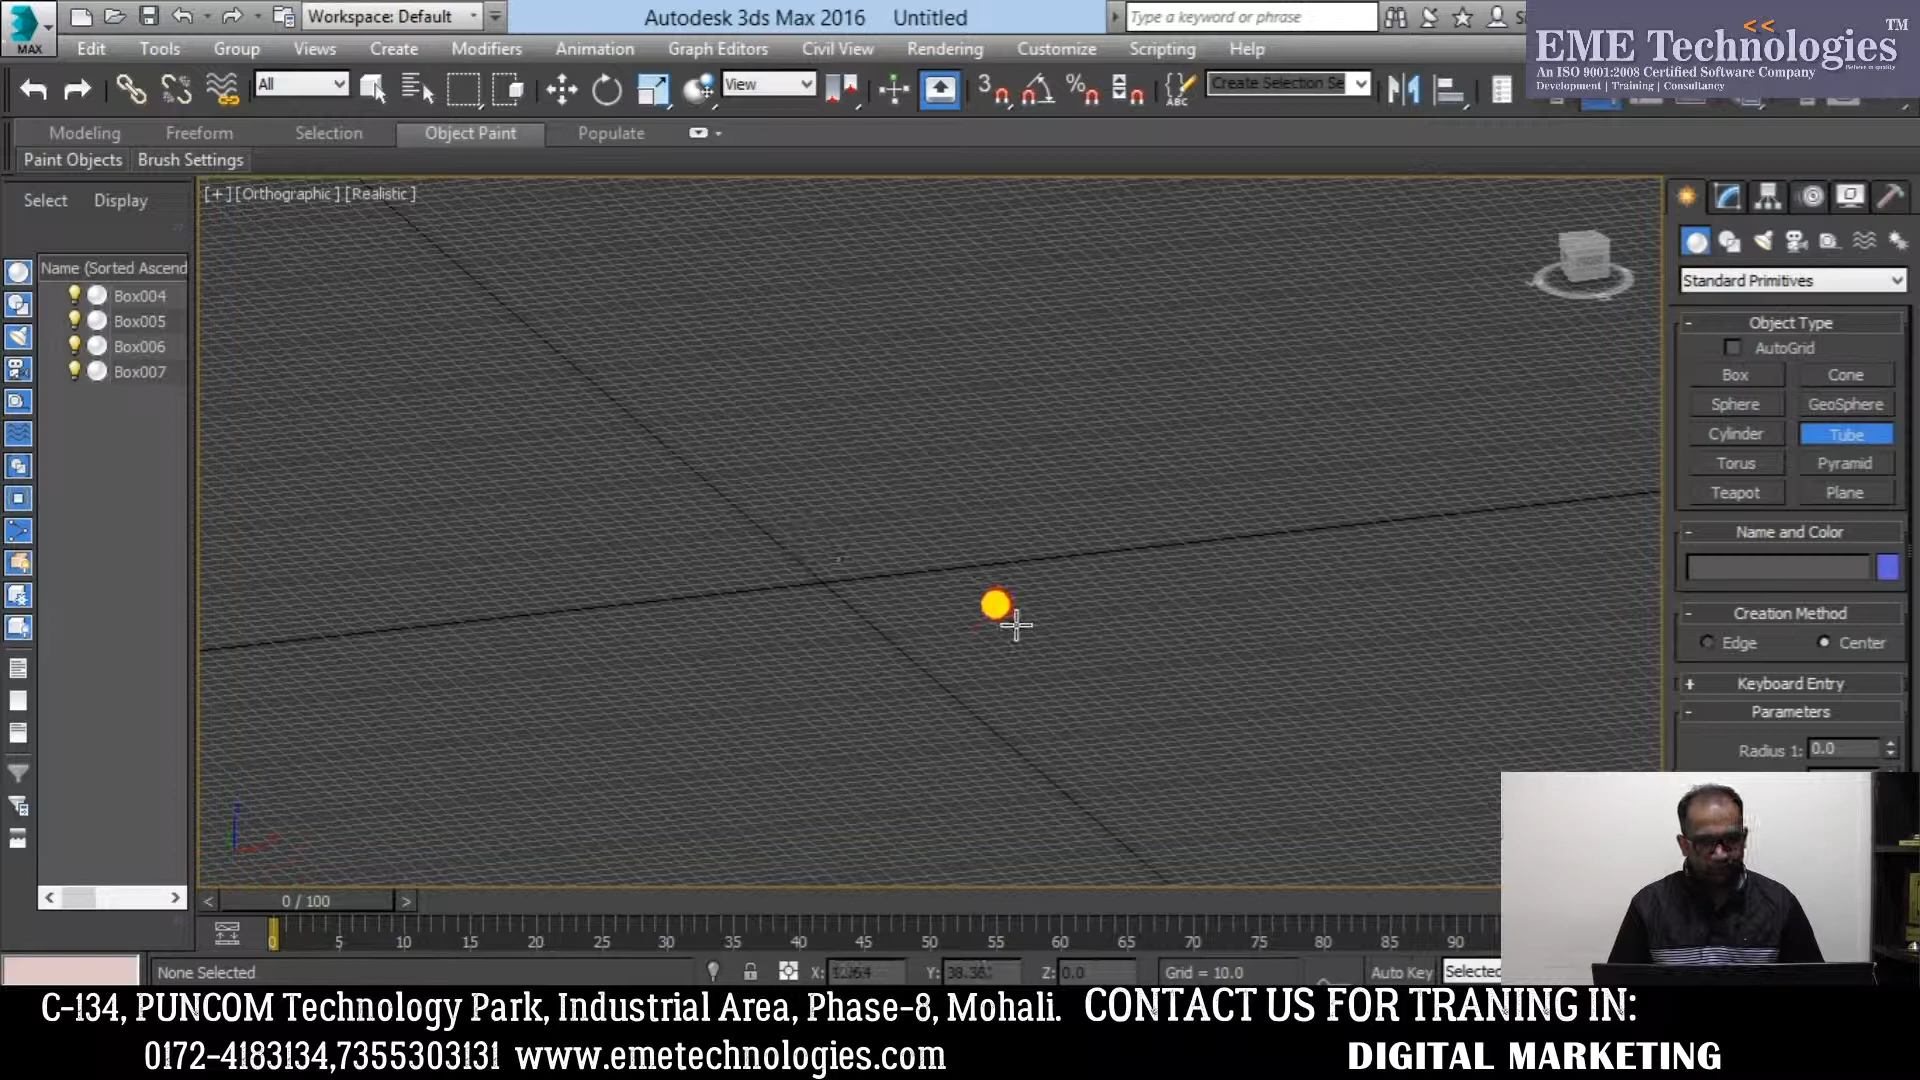 MAX
Workspace: Default
Autodesk 3ds Max 2016 Untitled
Type a keyword or phrase
EME Technologies™
An ISO 9001:2008 Certified Software Company
Development | Training | Consultancy
Edit Tools Group Views Create Modifiers Animation Graph Editors Civil View Rendering Customize Scripting Help
All View Create Selection Se
Modeling Freeform Selection Object Paint Populate
Paint Objects Brush Settings
Select Display
[+] [Orthographic ] [Realistic ]
Name (Sorted Ascend
Box004
Box005
Box006
Box007
Standard Primitives
- Object Type
AutoGrid
Box Cone
Sphere GeoSphere
Cylinder Tube
Torus Pyramid
Teapot Plane
- Name and Color
- Creation Method
Edge Center
+ Keyboard Entry
- Parameters
Radius 1: 0.0
< 0 / 100 >
0 5 10 15 20 25 30 35 40 45 50 55 60 65 70 75 80 85 90
None Selected X: Y: Z: 0.0 Grid = 10.0 Auto Key Selected
C-134, PUNCOM Technology Park, Industrial Area, Phase-8, Mohali. CONTACT US FOR TRANING IN:
0172-4183134,7355303131 www.emetechnologies.com DIGITAL MARKETING